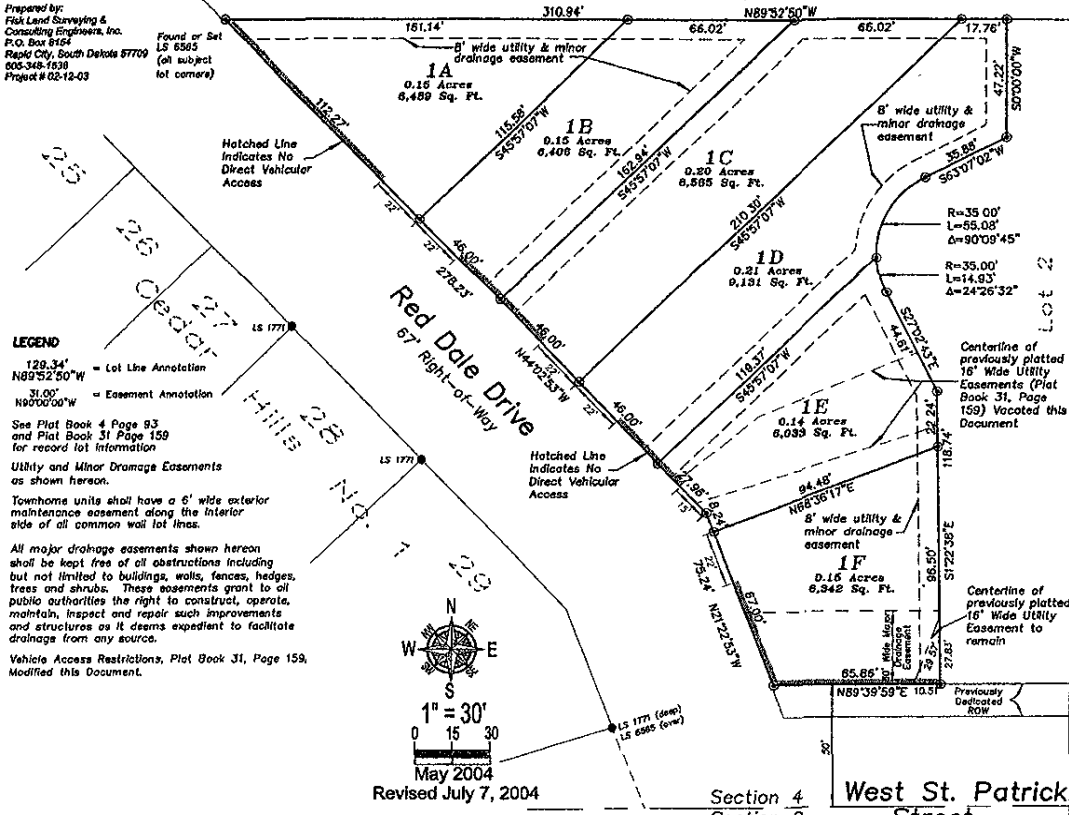 Prepared by:
Fisk Land Surveying &
Consulting Engineers, Inc.
P.O. Box 8154
Rapid City, South Dakota 57709
605-348-1538
Project # 02-12-03
Found or Set
LS 6565
(all subject
lot corners)
310.94'
N89°52'50"W
161.14'
66.02'
66.02'
17.76'
8' wide utility & minor
drainage easement
1A
0.15 Acres
6,489 Sq. Ft.
112.27'
115.58'
S45°57'07"W
47.22'
S0°00'00"W
8' wide utility &
minor drainage
easement
1B
0.15 Acres
6,406 Sq. Ft.
Hatched Line
Indicates No
Direct Vehicular
Access
162.94'
S45°57'07"W
1C
0.20 Acres
8,585 Sq. Ft.
35.88'
S63°07'02"W
210.30'
S45°57'07"W
R=35.00'
L=55.08'
Δ=90°09'45"
22'
22'
46.00'
278.23'
1D
0.21 Acres
9,131 Sq. Ft.
R=35.00'
L=14.93'
Δ=24°26'32"
Lot 2
25
26
27
28
29
Cedar
Hills
No. 1
LS 1771
LS 1771
Red Dale Drive
67' Right-of-Way
46.00'
N44°02'53"W
22'
22'
46.00'
119.37'
S45°57'07"W
S27°02'43"E
44.61'
LEGEND
129.34'
N89°52'50"W = Lot Line Annotation
31.00'
N90°00'00"W = Easement Annotation
See Plat Book 4 Page 93
and Plat Book 31 Page 159
for record lot information
Utility and Minor Drainage Easements
as shown hereon.
Townhome units shall have a 6' wide exterior
maintenance easement along the interior
side of all common wall lot lines.
All major drainage easements shown hereon
shall be kept free of all obstructions including
but not limited to buildings, walls, fences, hedges,
trees and shrubs. These easements grant to all
public authorities the right to construct, operate,
maintain, inspect and repair such improvements
and structures as it deems expedient to facilitate
drainage from any source.
Vehicle Access Restrictions, Plat Book 31, Page 159,
Modified this Document.
Centerline of
previously platted
16' Wide Utility
Easements (Plat
Book 31, Page
159) Vacated this
Document
1E
0.14 Acres
6,033 Sq. Ft.
22.24'
118.74'
Hatched Line
Indicates No
Direct Vehicular
Access
27.98'
8.24'
15'
94.48'
N68°36'17"E
8' wide utility &
minor drainage
easement
1F
0.15 Acres
6,342 Sq. Ft.
22'
75.24'
67.00'
N21°22'53"W
96.50'
S1°22'38"E
Centerline of
previously platted
16' Wide Utility
Easement to
remain
Wide Major
Drainage
Easement
27.83'
65.86'
N89°39'59"E
10.51'
Previously
Dedicated
ROW
50'
N
NE
E
S
W
NW
1" = 30'
0 15 30
May 2004
Revised July 7, 2004
LS 1771 (deep)
LS 6565 (over)
Section 4
West St. Patrick
Street